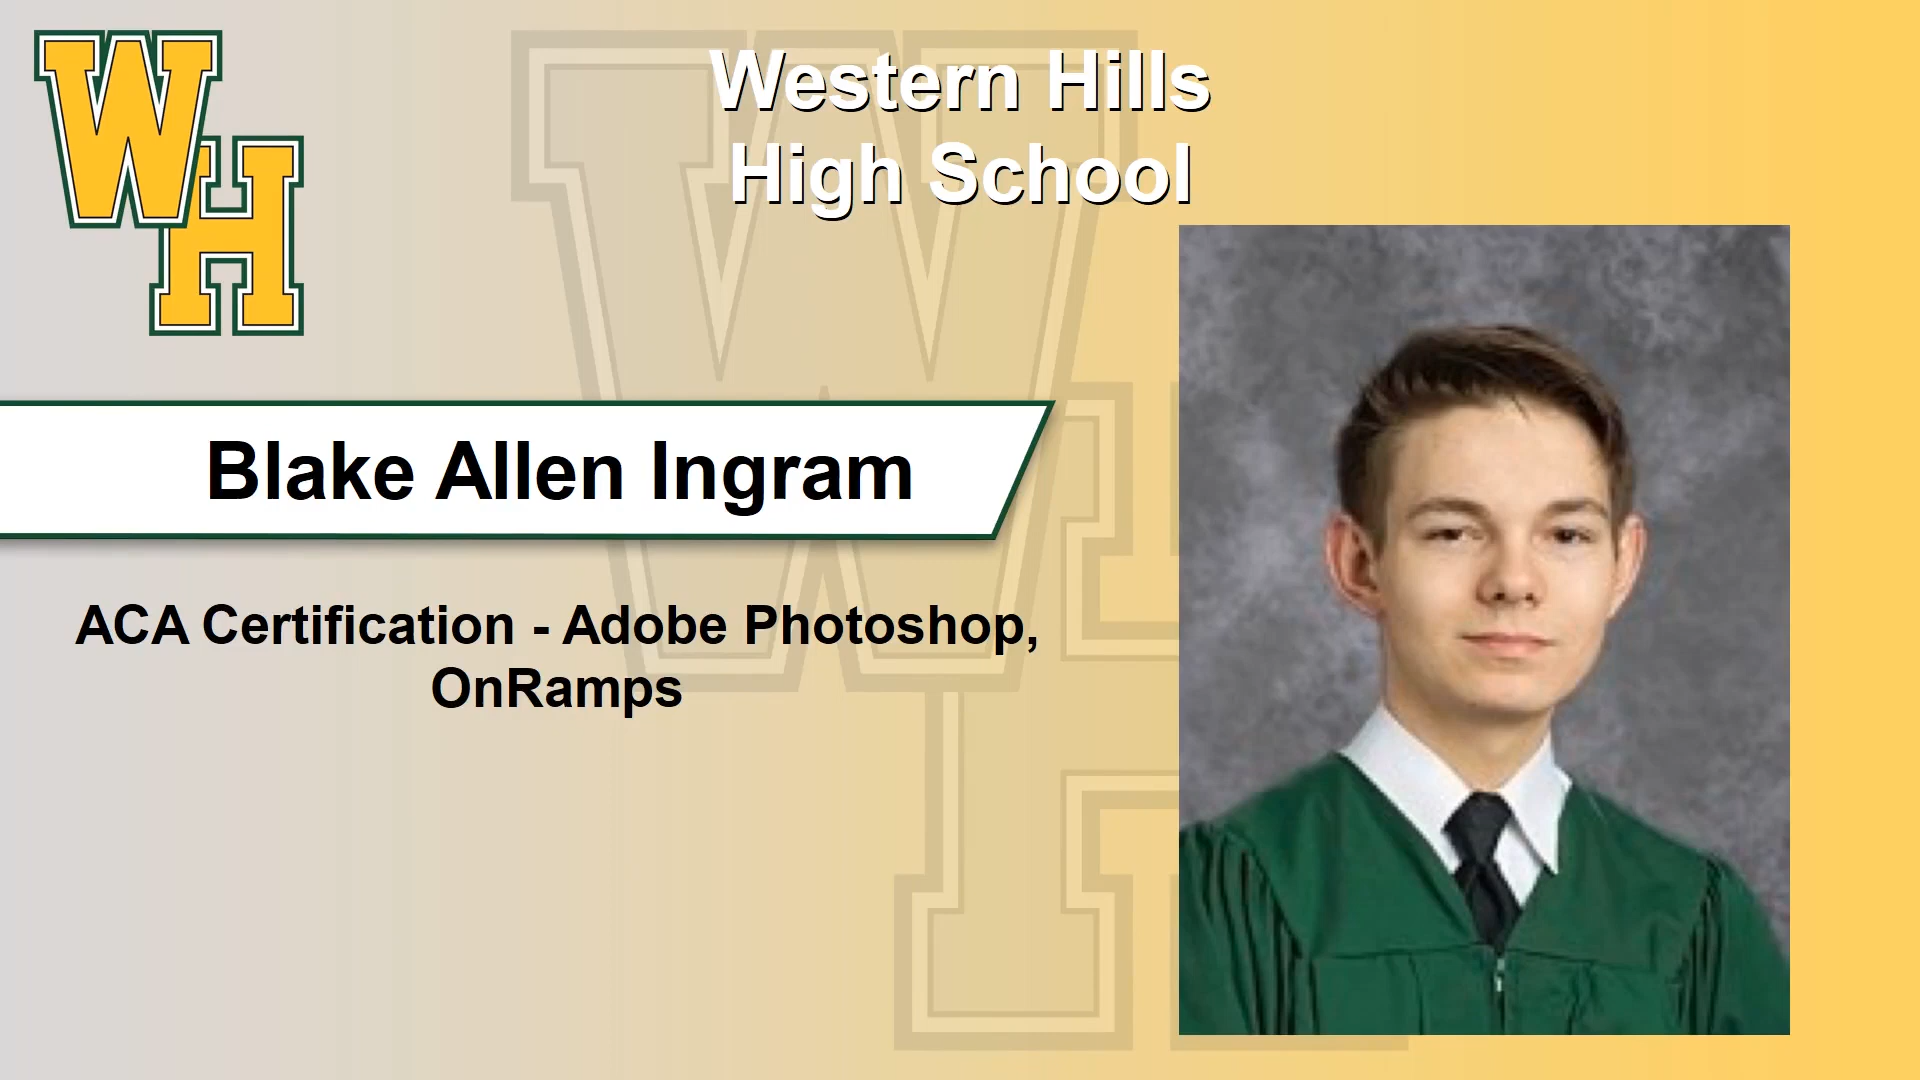 WH
Western Hills
High School
Blake Allen Ingram
ACA Certification - Adobe Photoshop,
OnRamps